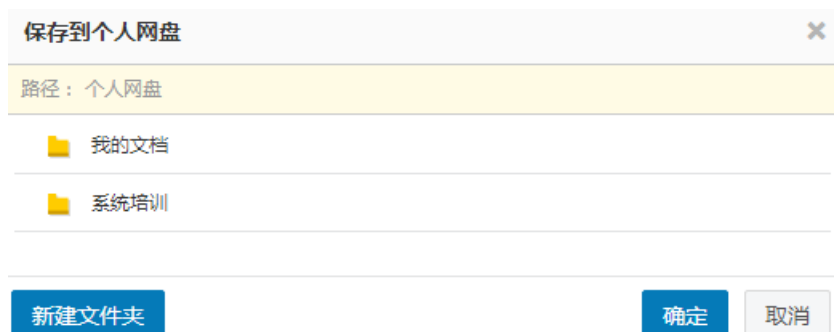 保存到个人网盘
路径： 个人网盘
我的文档
系统培训
新建文件夹 确定 取消